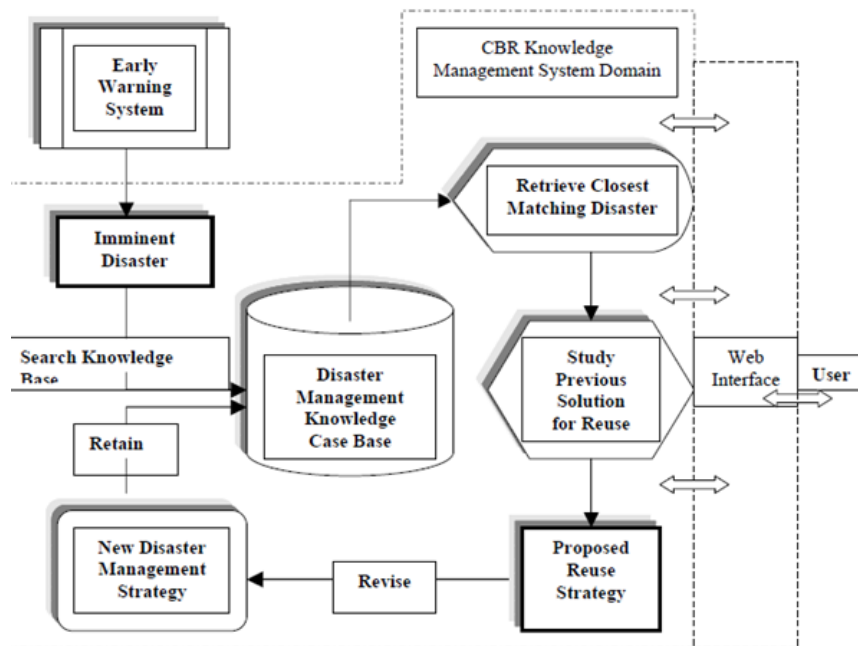 Early
Warning
System
CBR Knowledge
Management System Domain
Retrieve Closest
Matching Disaster
Imminent
Disaster
Search Knowledge
Base
Disaster
Management
Knowledge
Case Base
Study
Previous
Solution
for Reuse
Web
Interface
User
Retain
New Disaster
Management
Strategy
Revise
Proposed
Reuse
Strategy